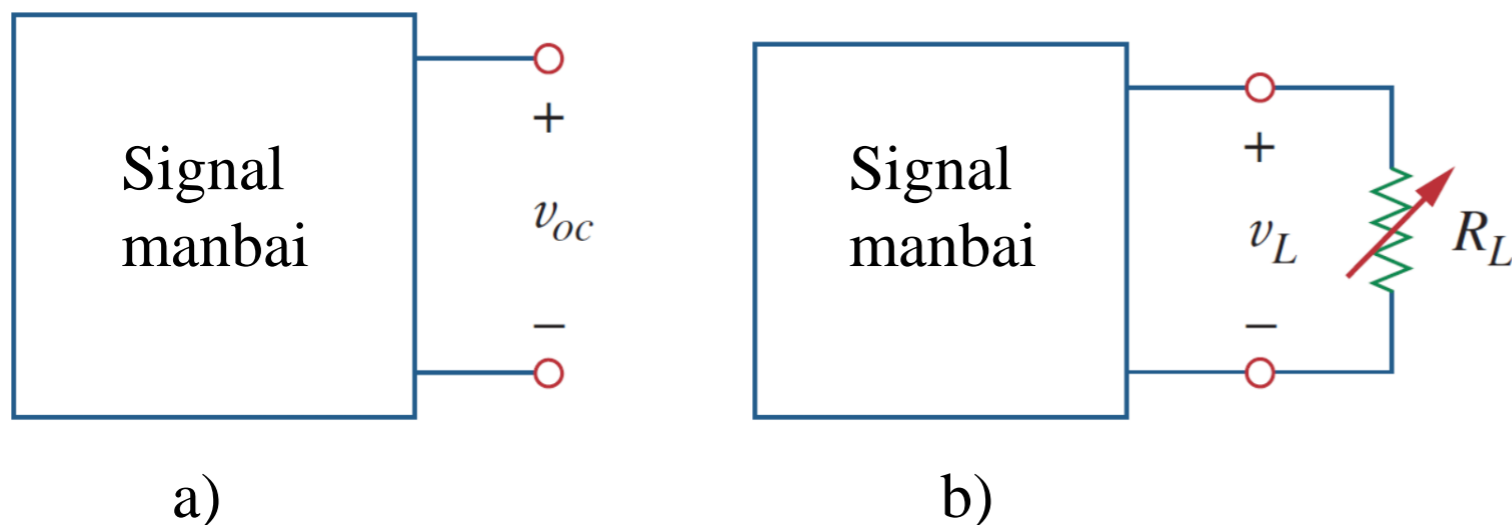 Signal
manbai
+
v_oc
−
a)
Signal
manbai
+
v_L
−
R_L
b)